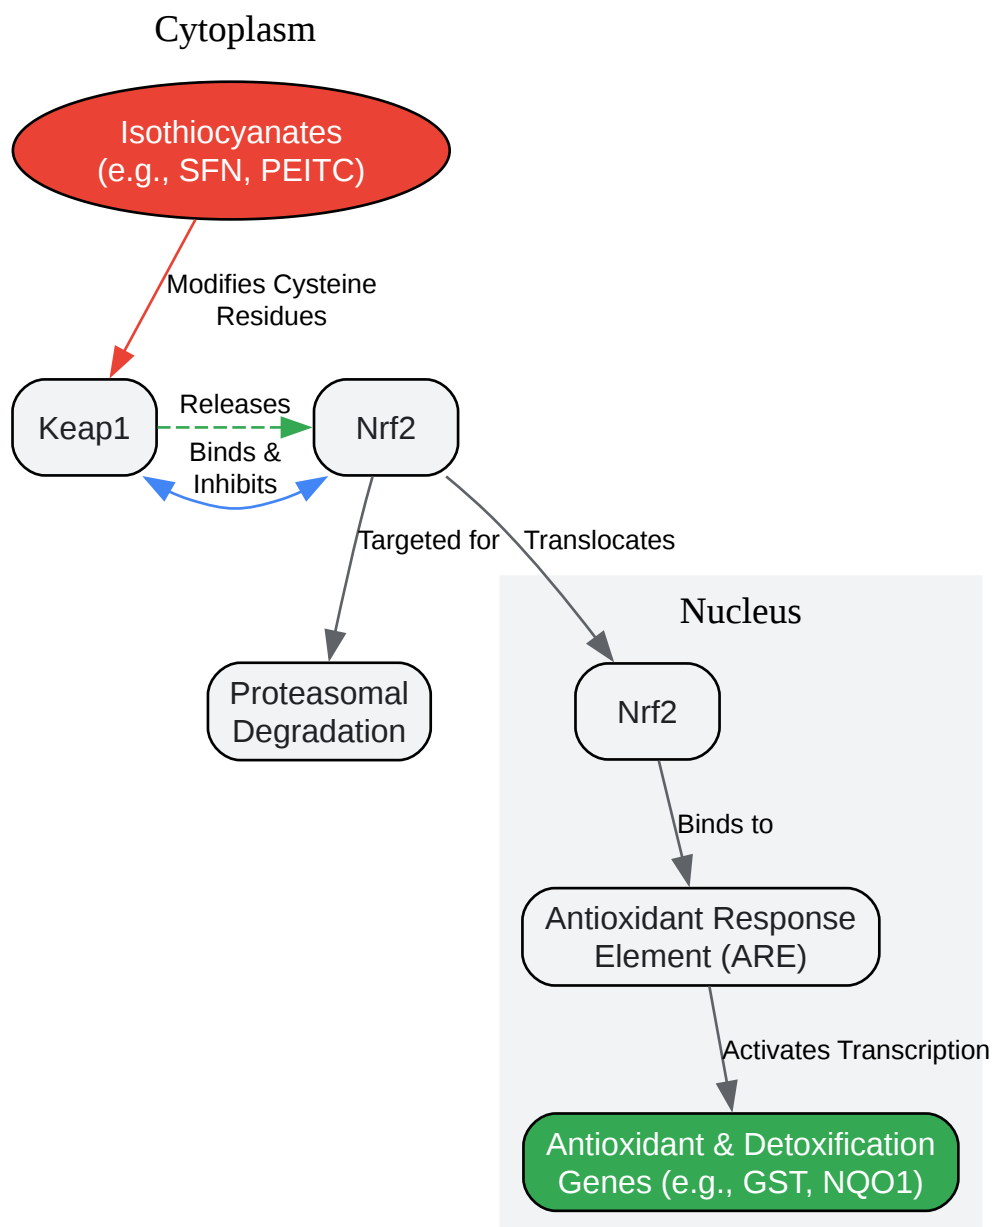 Cytoplasm
Isothiocyanates
(e.g., SFN, PEITC)
Modifies Cysteine
Residues
Keap1
Releases
Nrf2
Binds &
Inhibits
Targeted for
Translocates
Nucleus
Proteasomal
Degradation
Nrf2
Binds to
Antioxidant Response
Element (ARE)
Activates Transcription
Antioxidant & Detoxification
Genes (e.g., GST, NQO1)